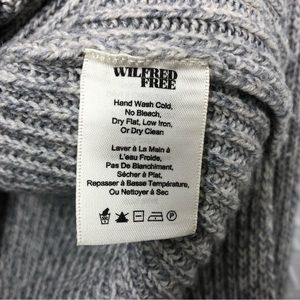 WILFRED
FREE
Hand Wash Cold,
No Bleach,
Dry Flat, Low Iron,
Or Dry Clean
Laver à La Main à
L'eau Froide,
Pas De Blanchiment,
Sécher à Plat,
Repasser à Basse Température,
Ou Nettoyer à Sec